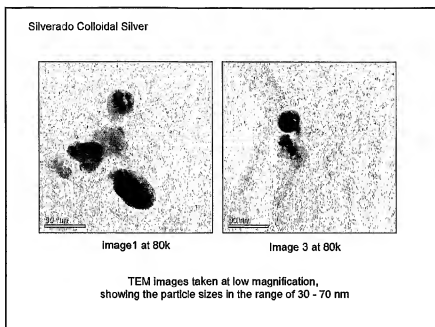 Silverado Colloidal Silver
Image1 at 80k
Image 3 at 80k
TEM images taken at low magnification,
showing the particle sizes in the range of 30 - 70 nm